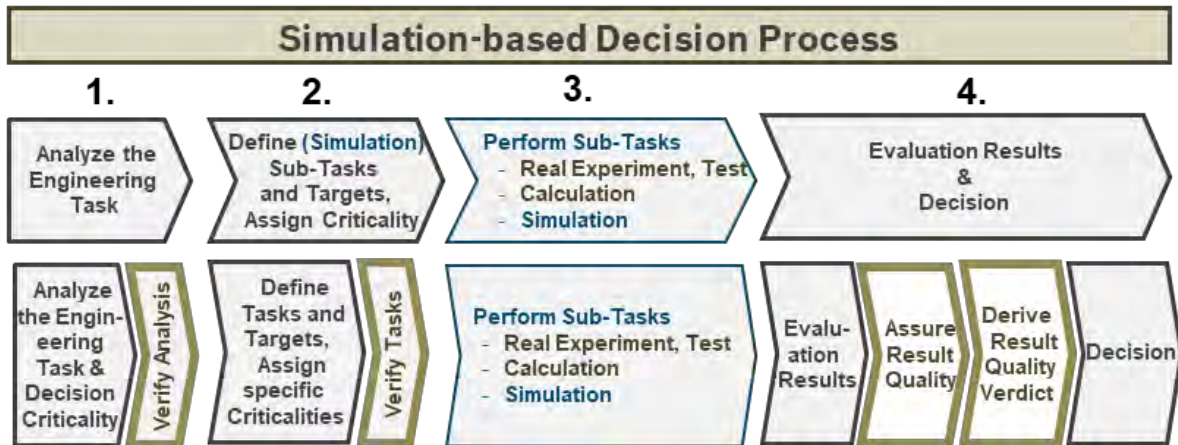 Simulation-based Decision Process
1.
2.
3.
4.
Analyze the
Engineering
Task
Define (Simulation)
Sub-Tasks
and Targets,
Assign Criticality
Perform Sub-Tasks
- Real Experiment, Test
- Calculation
- Simulation
Evaluation Results
&
Decision
Analyze
the Engin-
eering
Task &
Decision
Criticality
Verify Analysis
Define
Tasks and
Targets,
Assign
specific
Criticalities
Verify Tasks
Perform Sub-Tasks
- Real Experiment, Test
- Calculation
- Simulation
Evalu-
ation
Results
Assure
Result
Quality
Derive
Result
Quality
Verdict
Decision